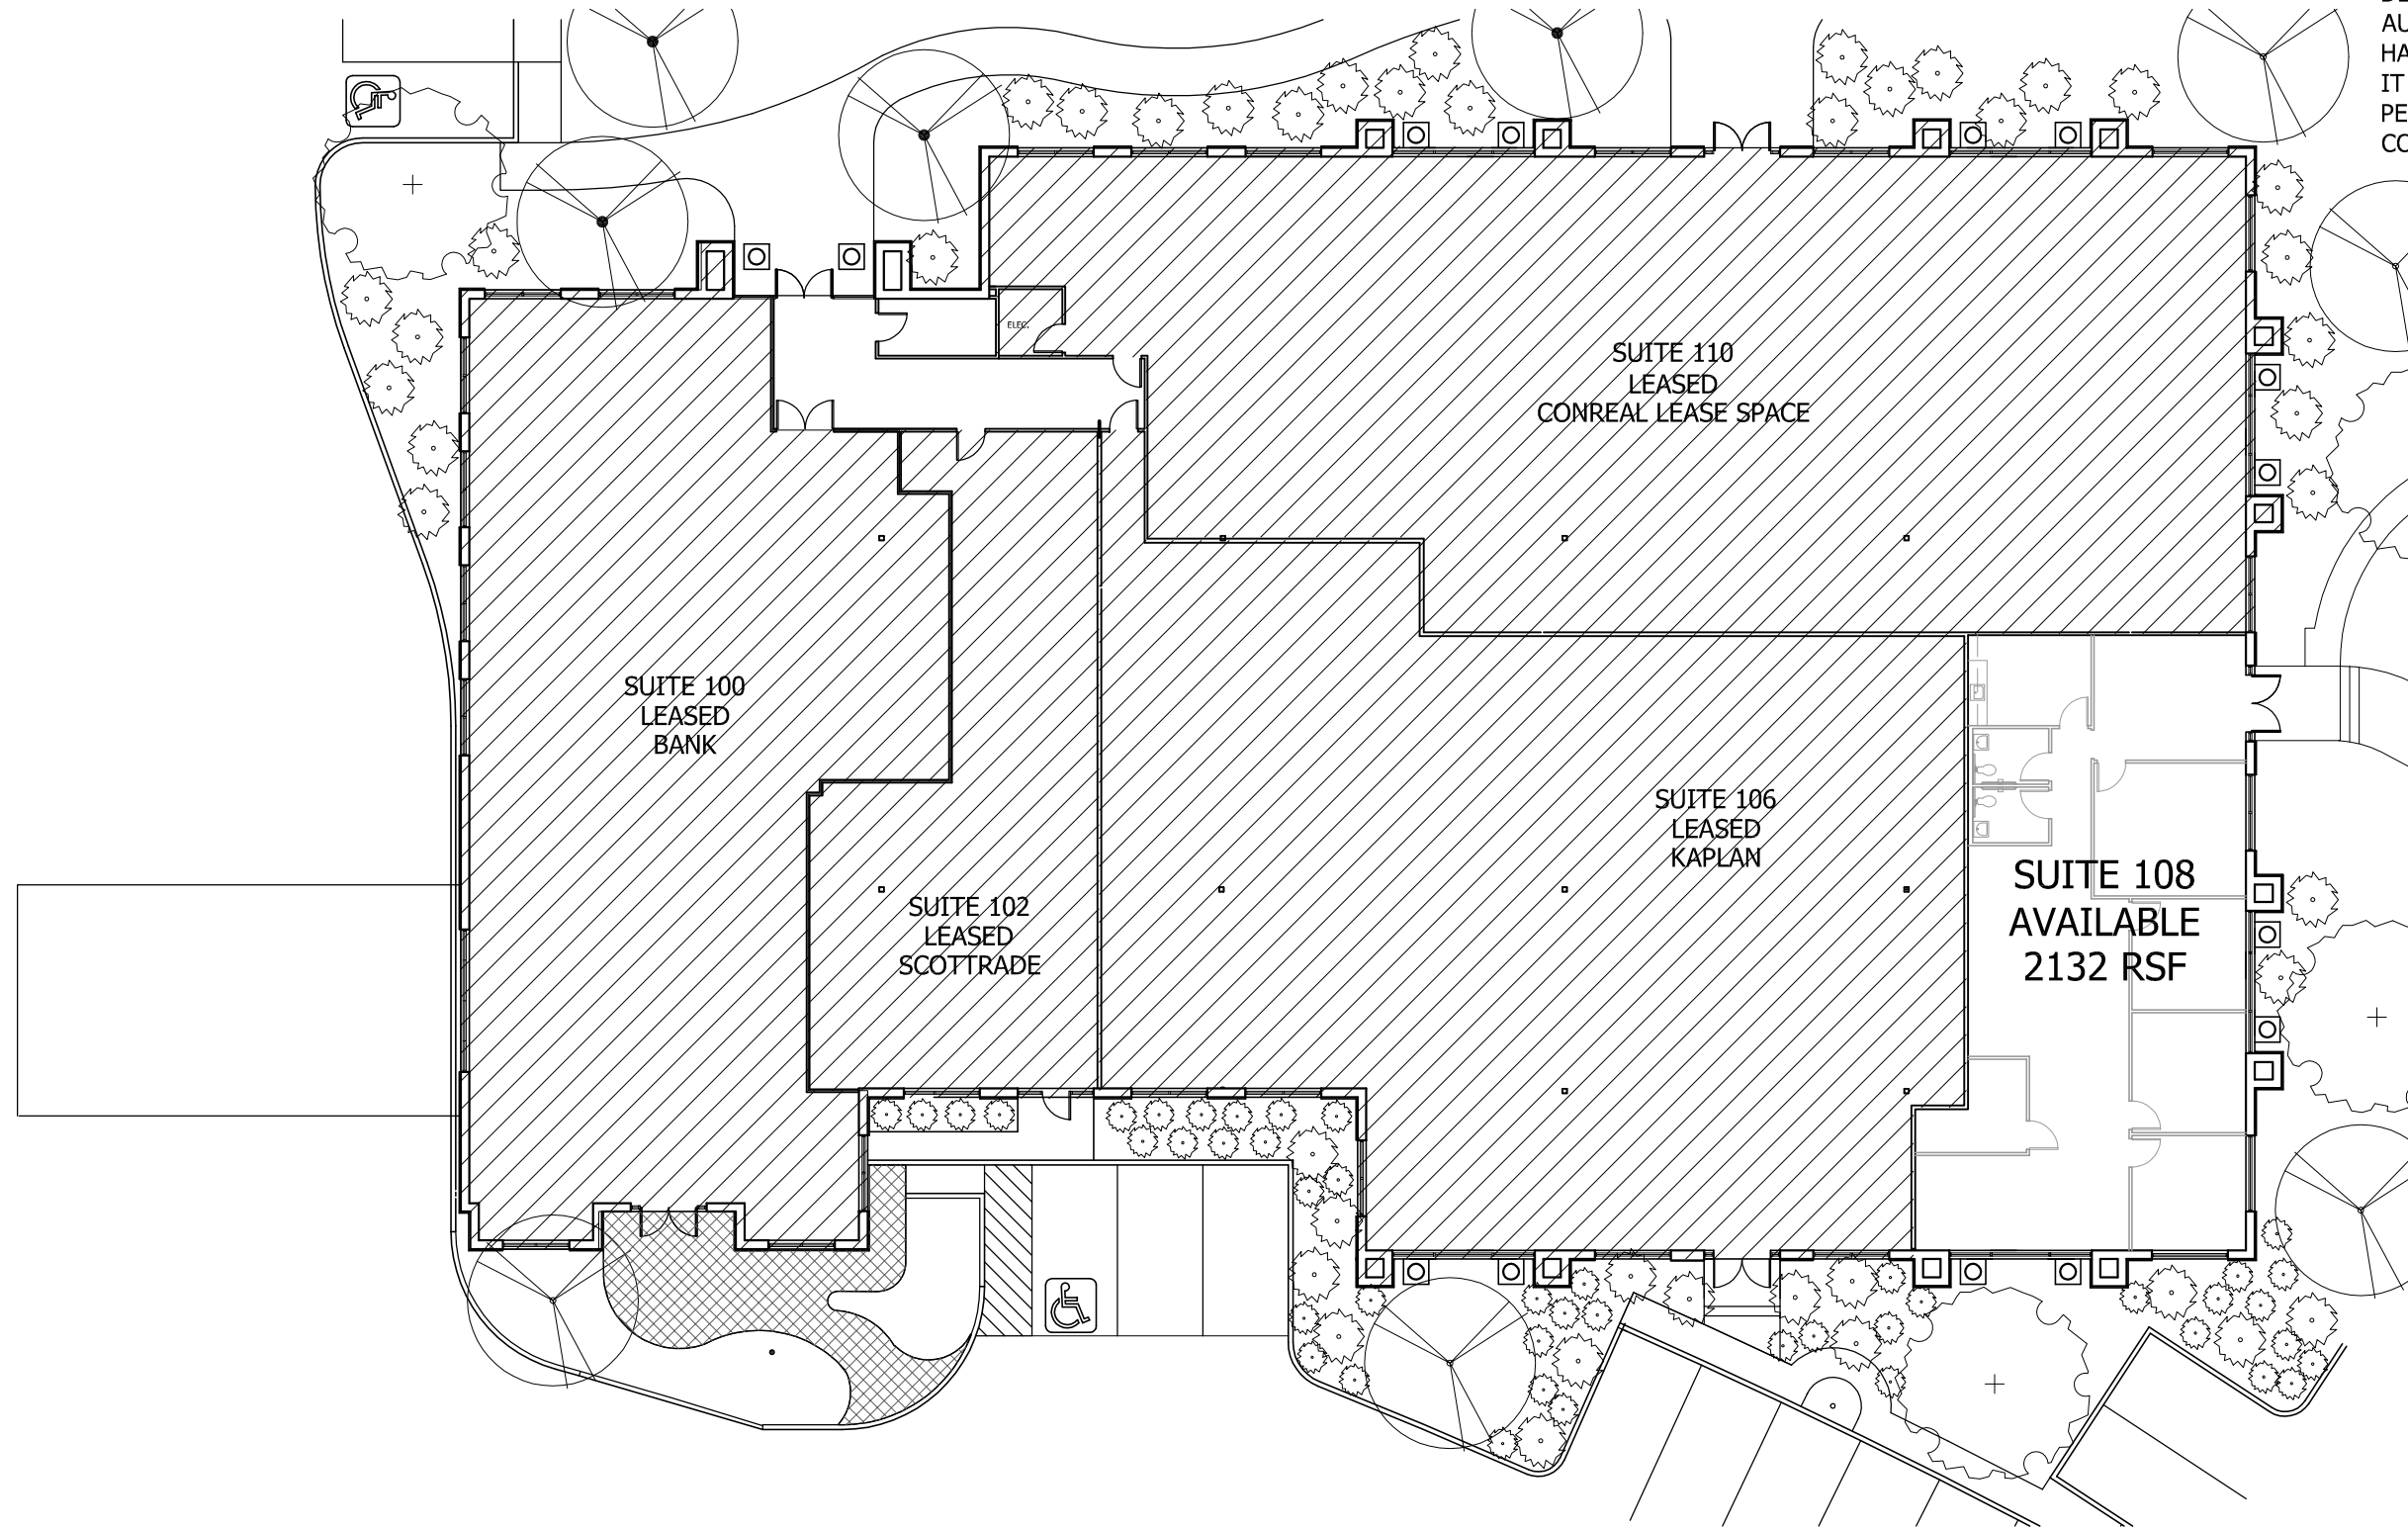 AU
HA
IT
PE
CO
ELEC.
SUITE 110
LEASED
CONREAL LEASE SPACE
SUITE 100
LEASED
BANK
SUITE 106
LEASED
KAPLAN
SUITE 108
AVAILABLE
2132 RSF
SUITE 102
LEASED
SCOTTRADE